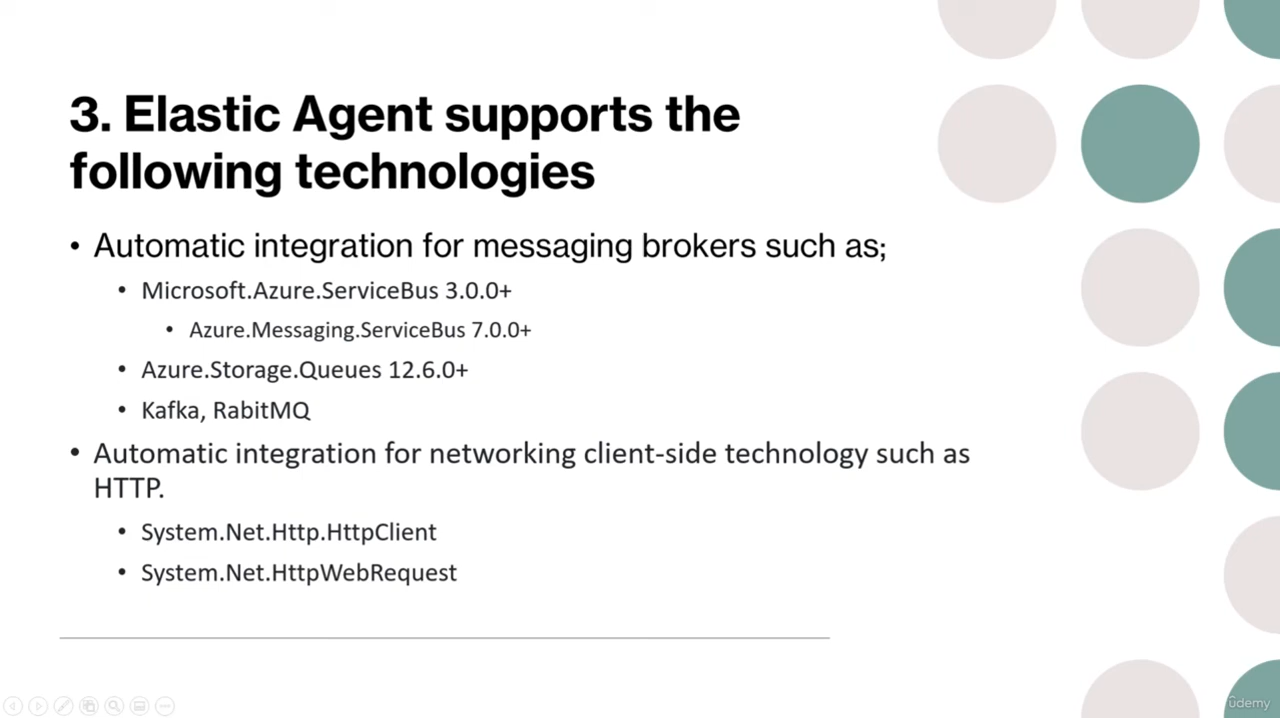 3. Elastic Agent supports the
following technologies
• Automatic integration for messaging brokers such as;
• Microsoft.Azure.ServiceBus 3.0.0+
• Azure.Messaging.ServiceBus 7.0.0+
• Azure.Storage.Queues 12.6.0+
• Kafka, RabitMQ
• Automatic integration for networking client-side technology such as
HTTP.
• System.Net.Http.HttpClient
• System.Net.HttpWebRequest
ûdemy